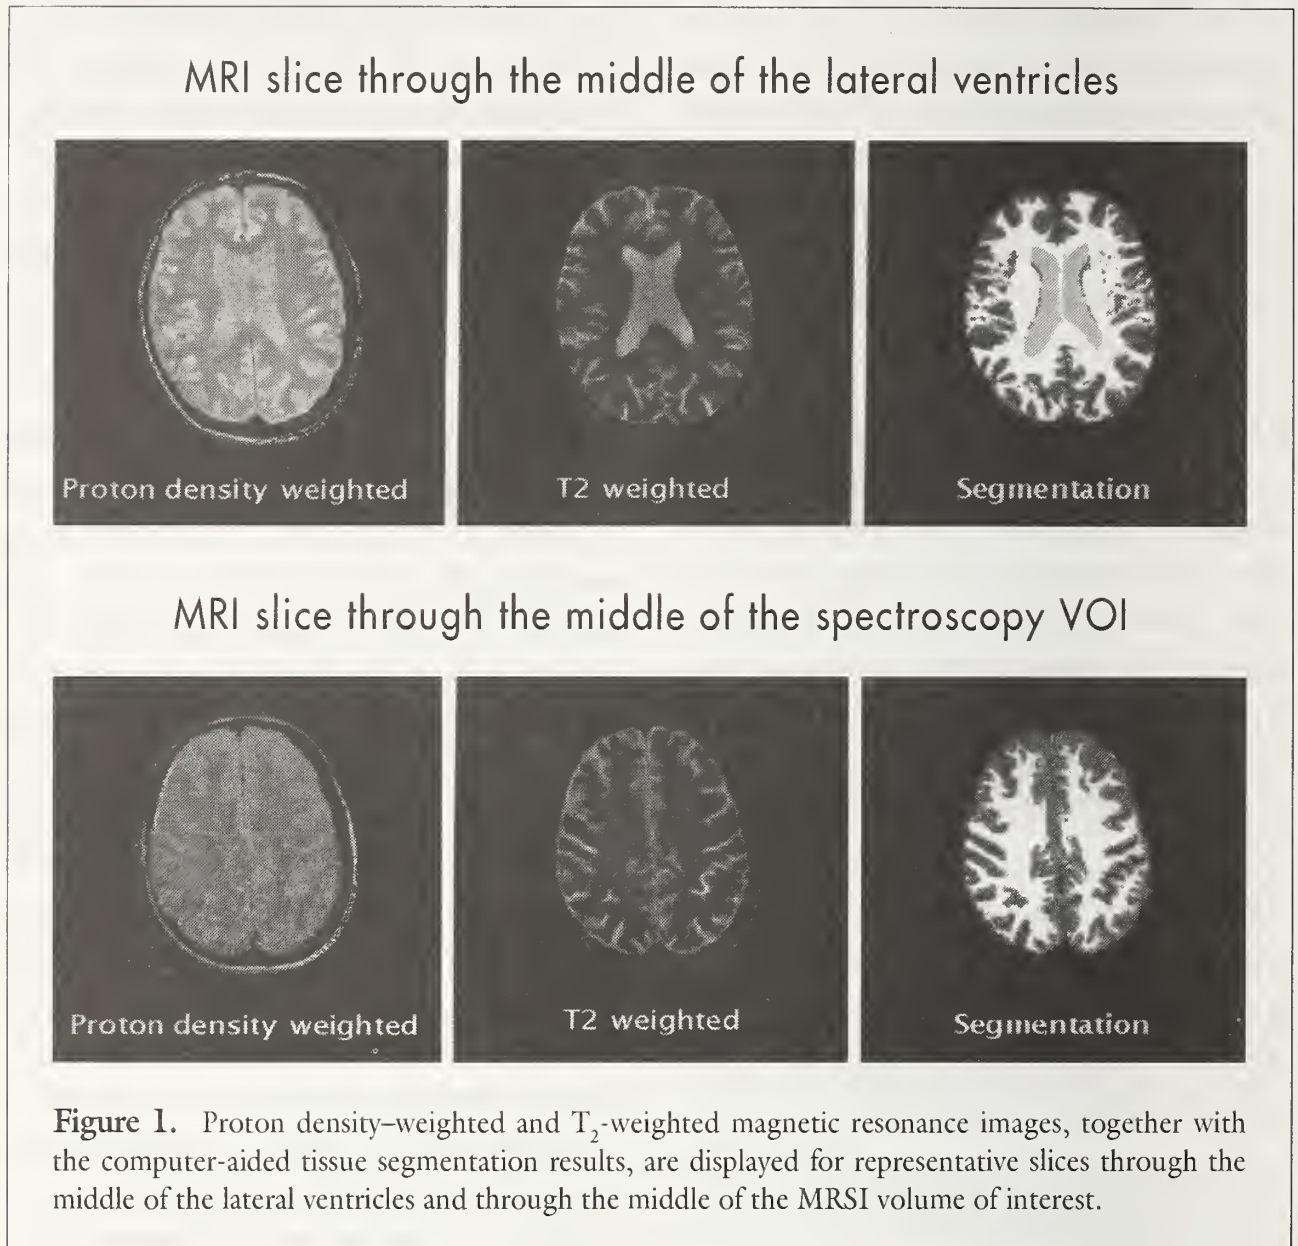 MRI slice through the middle of the lateral ventricles
Proton density weighted
T2 weighted
Segmentation
MRI slice through the middle of the spectroscopy VOI
Proton density weighted
T2 weighted
Segmentation
Figure 1. Proton density–weighted and T₂-weighted magnetic resonance images, together with
the computer-aided tissue segmentation results, are displayed for representative slices through the
middle of the lateral ventricles and through the middle of the MRSI volume of interest.